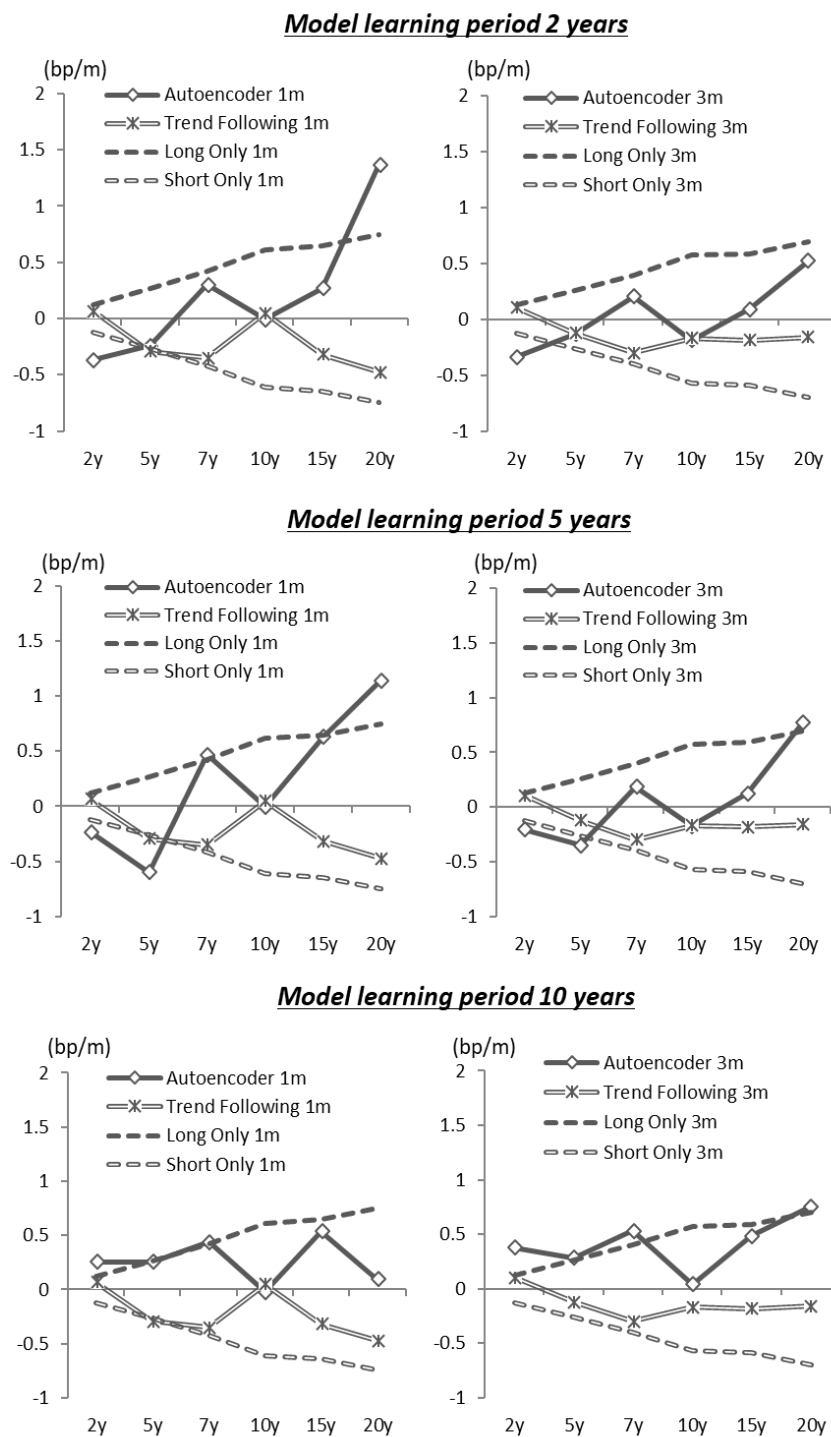 Model learning period 2 years
(bp/m)
2
1.5
1
0.5
0
-0.5
-1
Autoencoder 1m
Trend Following 1m
Long Only 1m
Short Only 1m
2y 5y 7y 10y 15y 20y
(bp/m)
2
1.5
1
0.5
0
-0.5
-1
Autoencoder 3m
Trend Following 3m
Long Only 3m
Short Only 3m
2y 5y 7y 10y 15y 20y
Model learning period 5 years
(bp/m)
2
1.5
1
0.5
0
-0.5
-1
Autoencoder 1m
Trend Following 1m
Long Only 1m
Short Only 1m
2y 5y 7y 10y 15y 20y
(bp/m)
2
1.5
1
0.5
0
-0.5
-1
Autoencoder 3m
Trend Following 3m
Long Only 3m
Short Only 3m
2y 5y 7y 10y 15y 20y
Model learning period 10 years
(bp/m)
2
1.5
1
0.5
0
-0.5
-1
Autoencoder 1m
Trend Following 1m
Long Only 1m
Short Only 1m
2y 5y 7y 10y 15y 20y
(bp/m)
2
1.5
1
0.5
0
-0.5
-1
Autoencoder 3m
Trend Following 3m
Long Only 3m
Short Only 3m
2y 5y 7y 10y 15y 20y